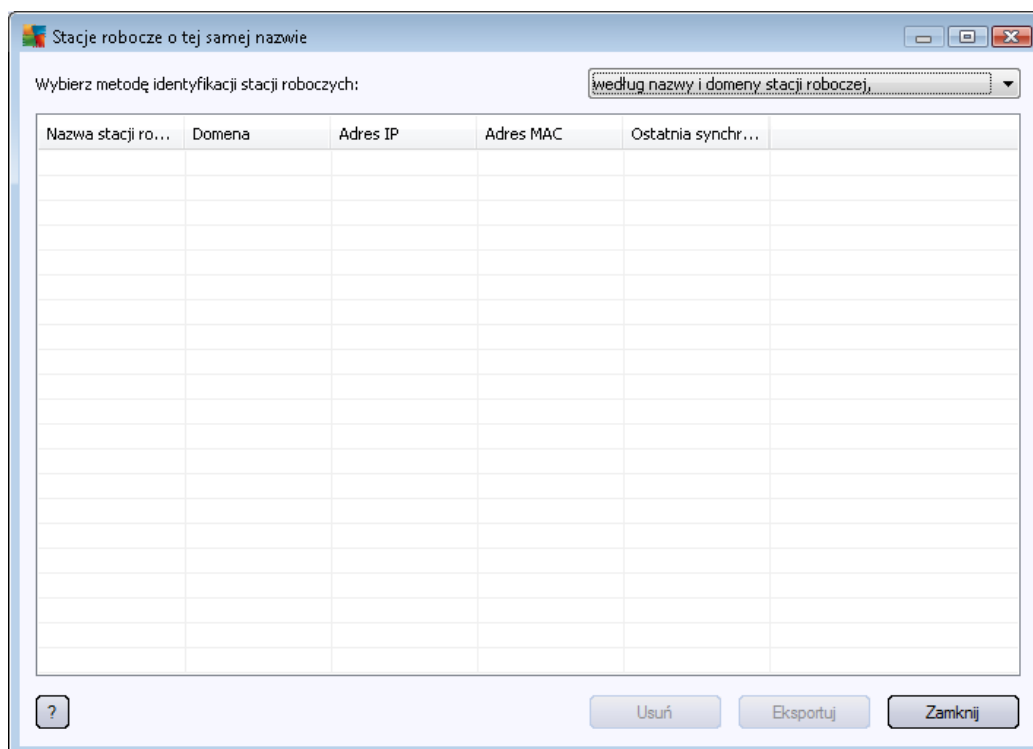 Stacje robocze o tej samej nazwie
Wybierz metodę identyfikacji stacji roboczych: według nazwy i domeny stacji roboczej,
Nazwa stacji ro... Domena Adres IP Adres MAC Ostatnia synchr...
? Usuń Eksportuj Zamknij